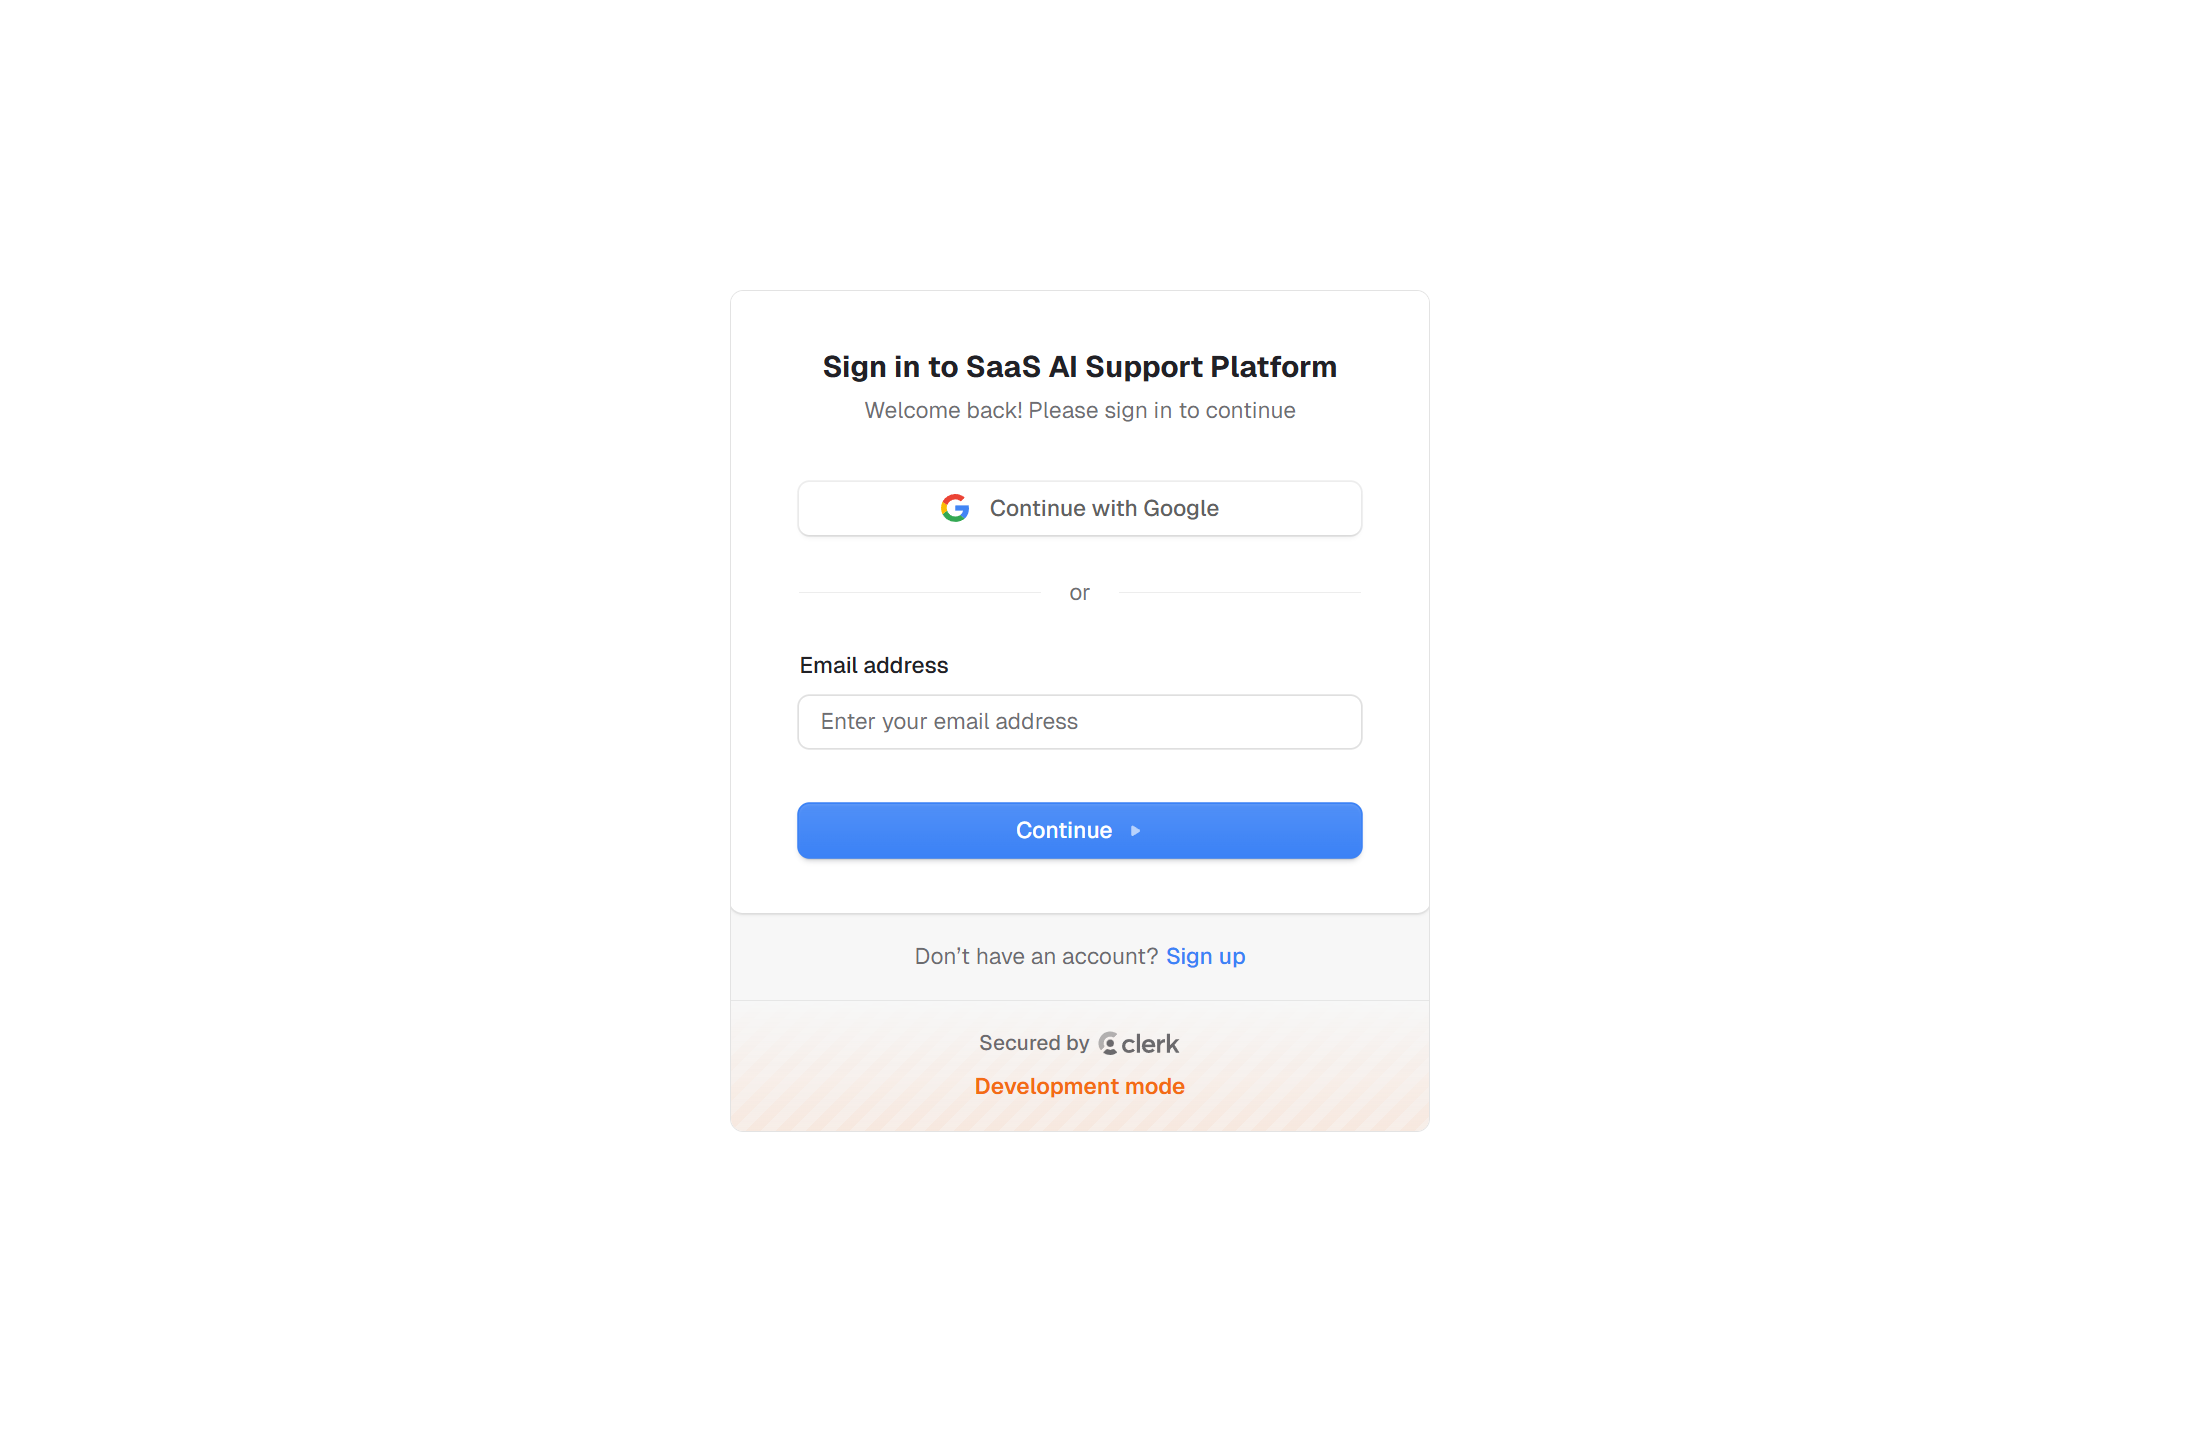 Sign in to SaaS AI Support Platform
Welcome back! Please sign in to continue
Continue with Google
or
Email address
Enter your email address
Continue
Don’t have an account? Sign up
Secured by clerk
Development mode